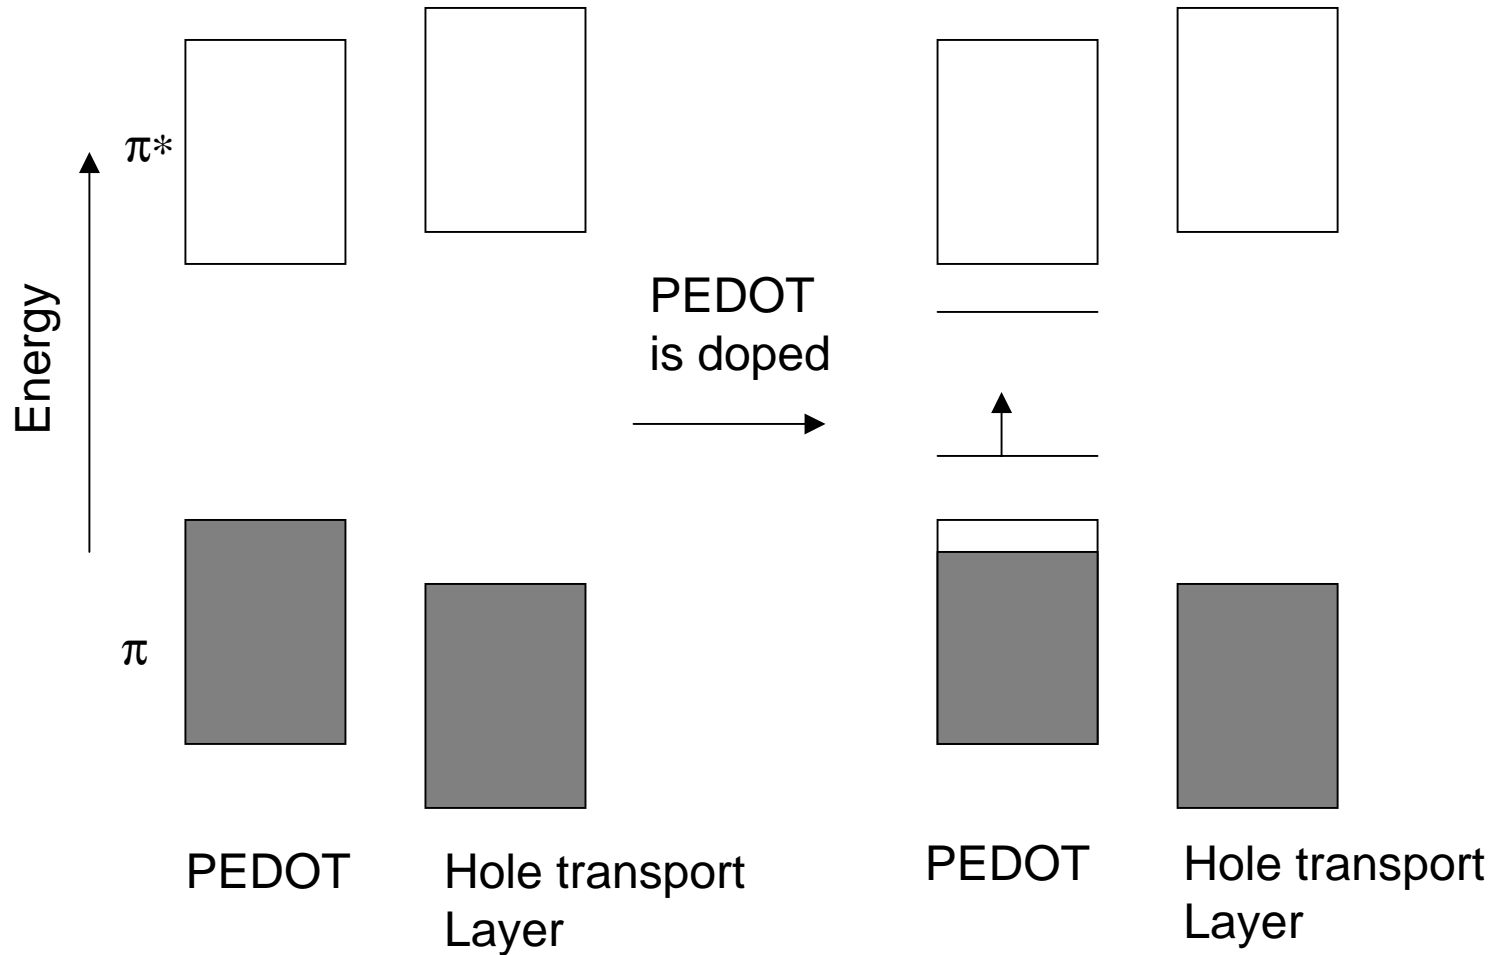 π*
Energy
PEDOT
is doped
π
PEDOT
Hole transport
Layer
PEDOT
Hole transport
Layer